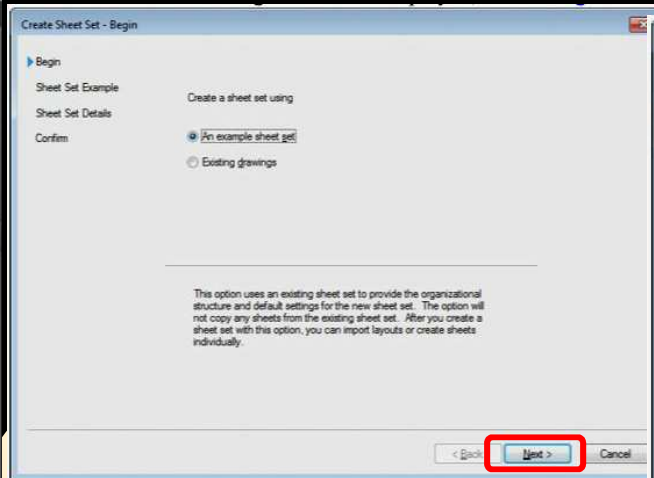 Create Sheet Set - Begin
Begin
Sheet Set Example
Sheet Set Details
Confirm
Create a sheet set using
An example sheet set
Existing drawings
This option uses an existing sheet set to provide the organizational
structure and default settings for the new sheet set. The option will
not copy any sheets from the existing sheet set. After you create a
sheet set with this option, you can import layouts or create sheets
individually.
< Back
Next >
Cancel